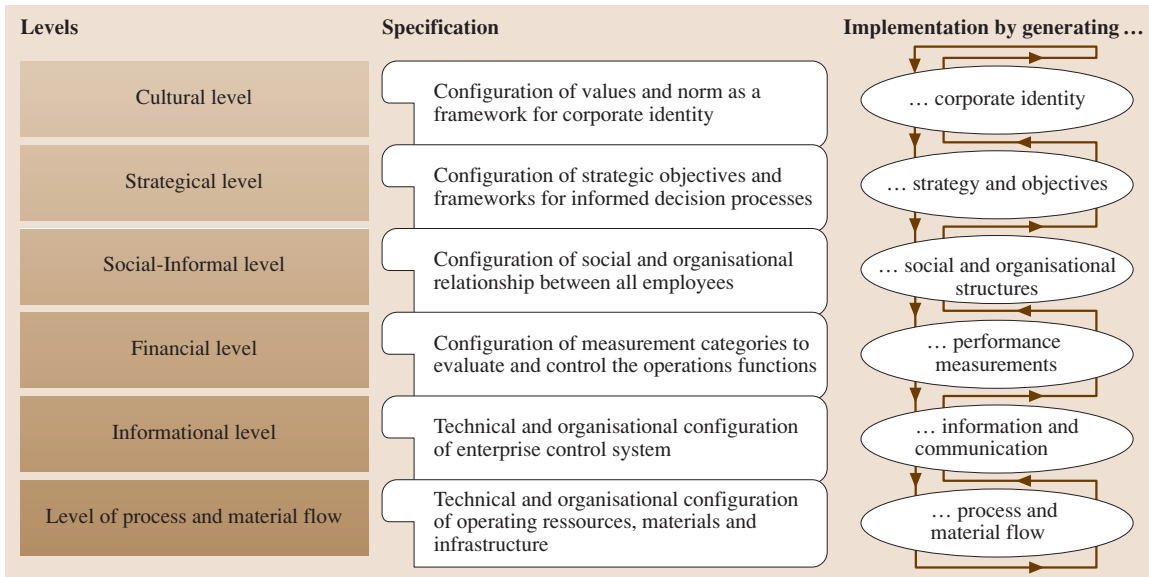 Levels
Specification
Implementation by generating …
Cultural level
Configuration of values and norm as a
framework for corporate identity
… corporate identity
Strategical level
Configuration of strategic objectives and
frameworks for informed decision processes
… strategy and objectives
Social-Informal level
Configuration of social and organisational
relationship between all employees
… social and organisational
structures
Financial level
Configuration of measurement categories to
evaluate and control the operations functions
… performance
measurements
Informational level
Technical and organisational configuration
of enterprise control system
… information and
communication
Level of process and material flow
Technical and organisational configuration
of operating ressources, materials and
infrastructure
… process and
material flow